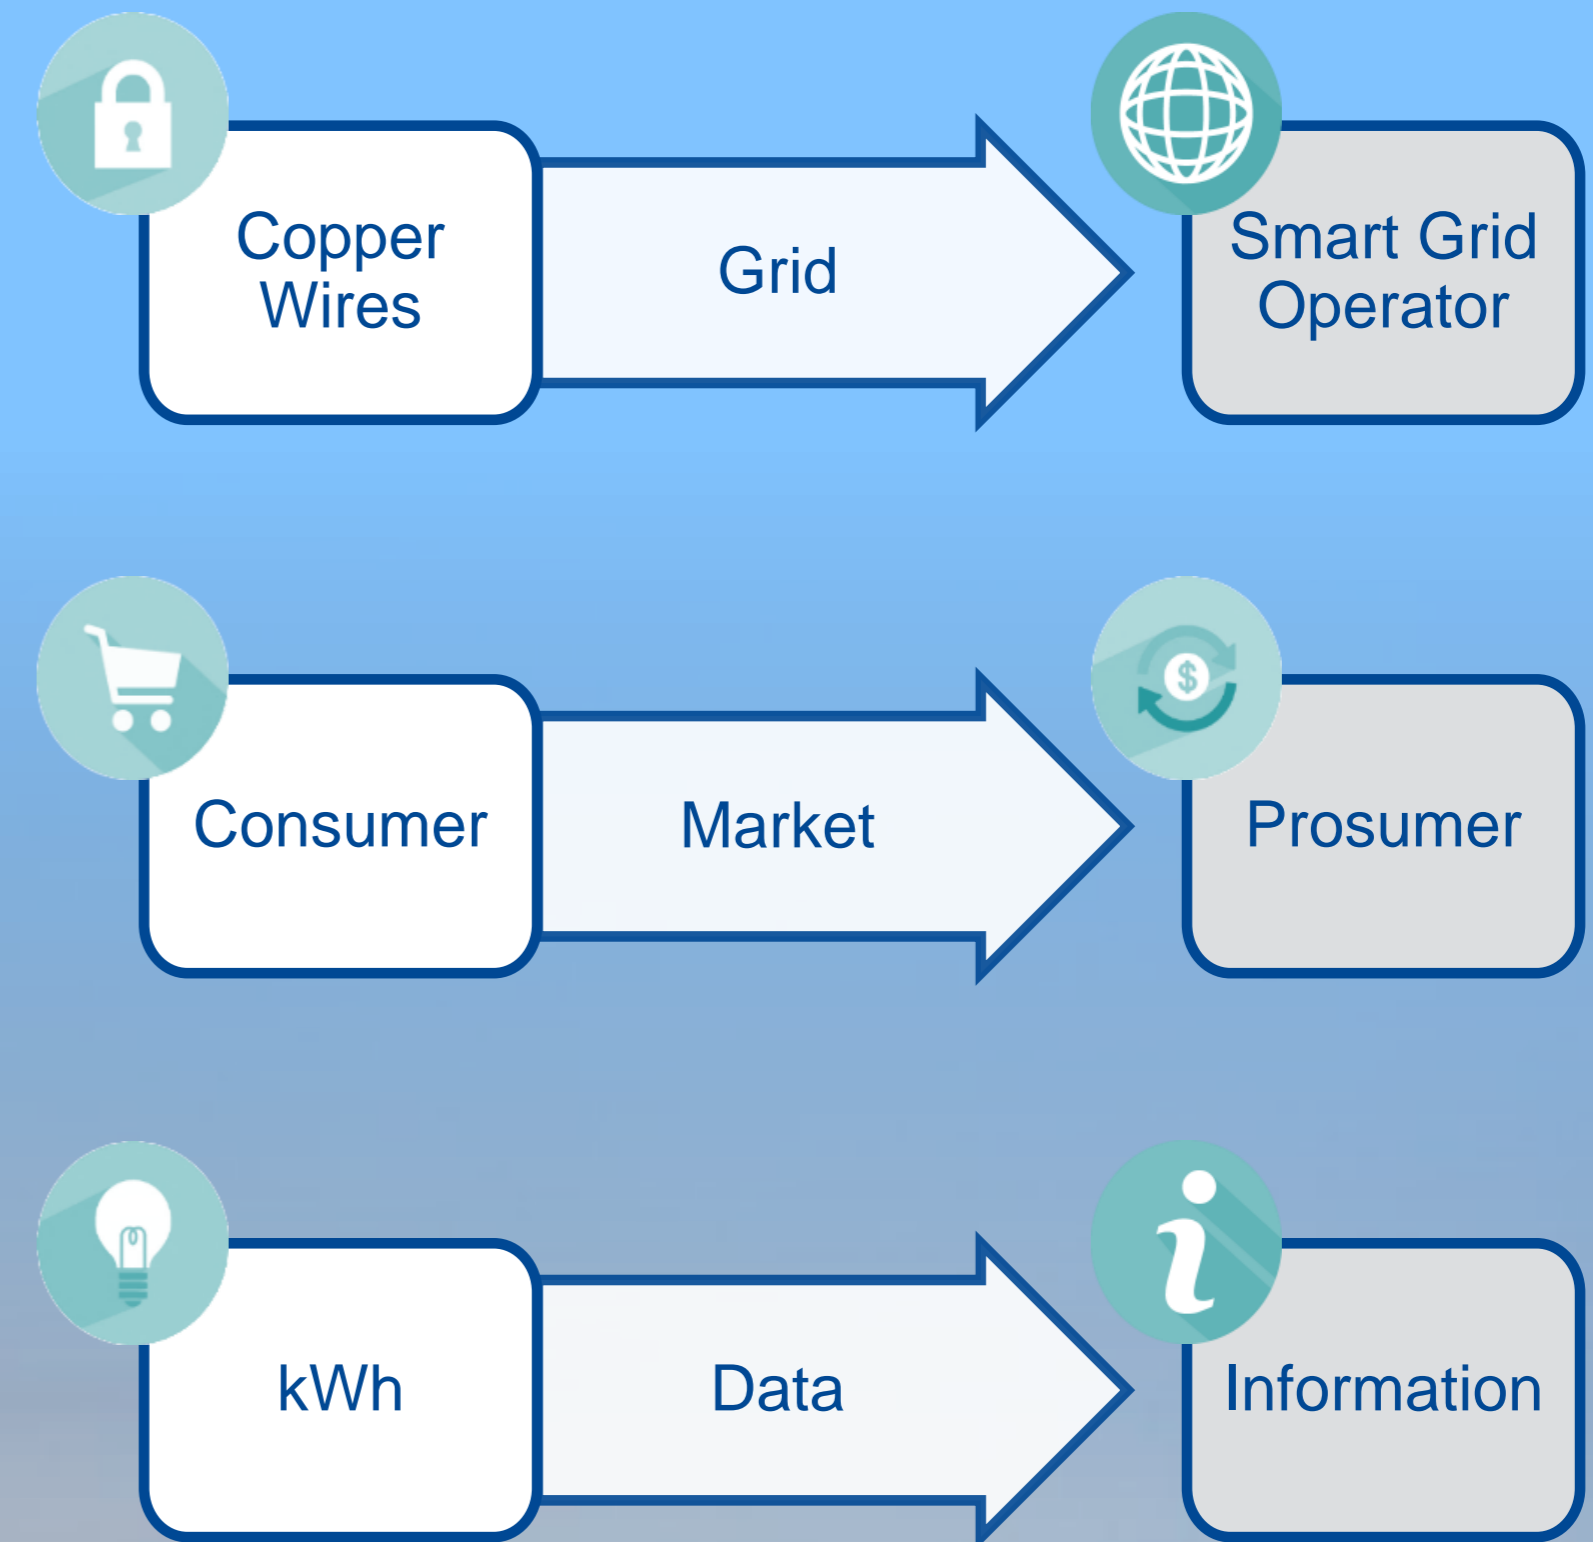 Copper
Wires
Grid
Smart Grid
Operator
Consumer
Market
$
Prosumer
kWh
Data
i
Information